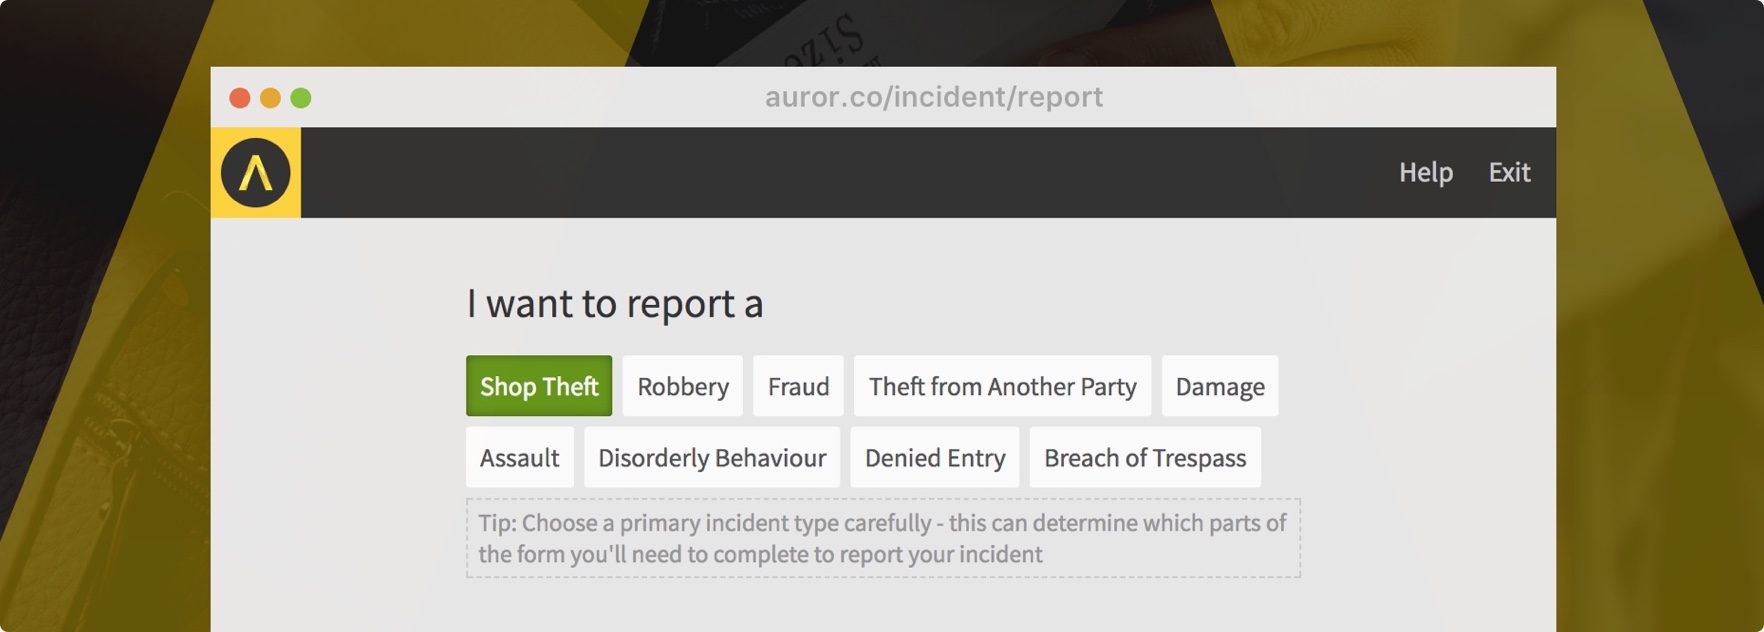 Size
auror.co/incident/report
Help Exit
I want to report a
Shop Theft Robbery Fraud Theft from Another Party Damage
Assault Disorderly Behaviour Denied Entry Breach of Trespass
Tip: Choose a primary incident type carefully - this can determine which parts of
the form you'll need to complete to report your incident